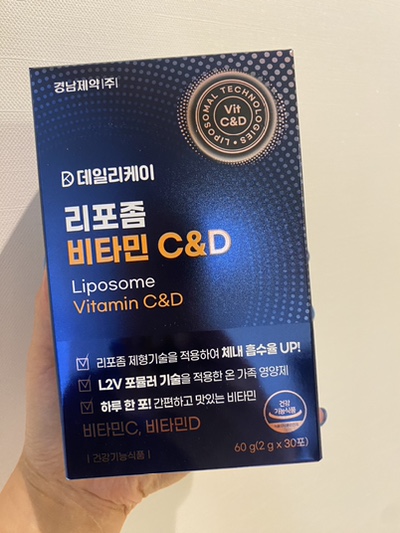 경남제약(주)
LIPOSOMAL TECHNOLOGIES
Vit
C&D
데일리케이
리포좀
비타민 C&D
Liposome
Vitamin C&D
리포좀 제형기술을 적용하여 체내 흡수율 UP!
L2V 포뮬러 기술을 적용한 온 가족 영양제
하루 한 포! 간편하고 맛있는 비타민
비타민C, 비타민D
건강
기능식품
60 g(2 g x 30포)
| 건강기능식품 |